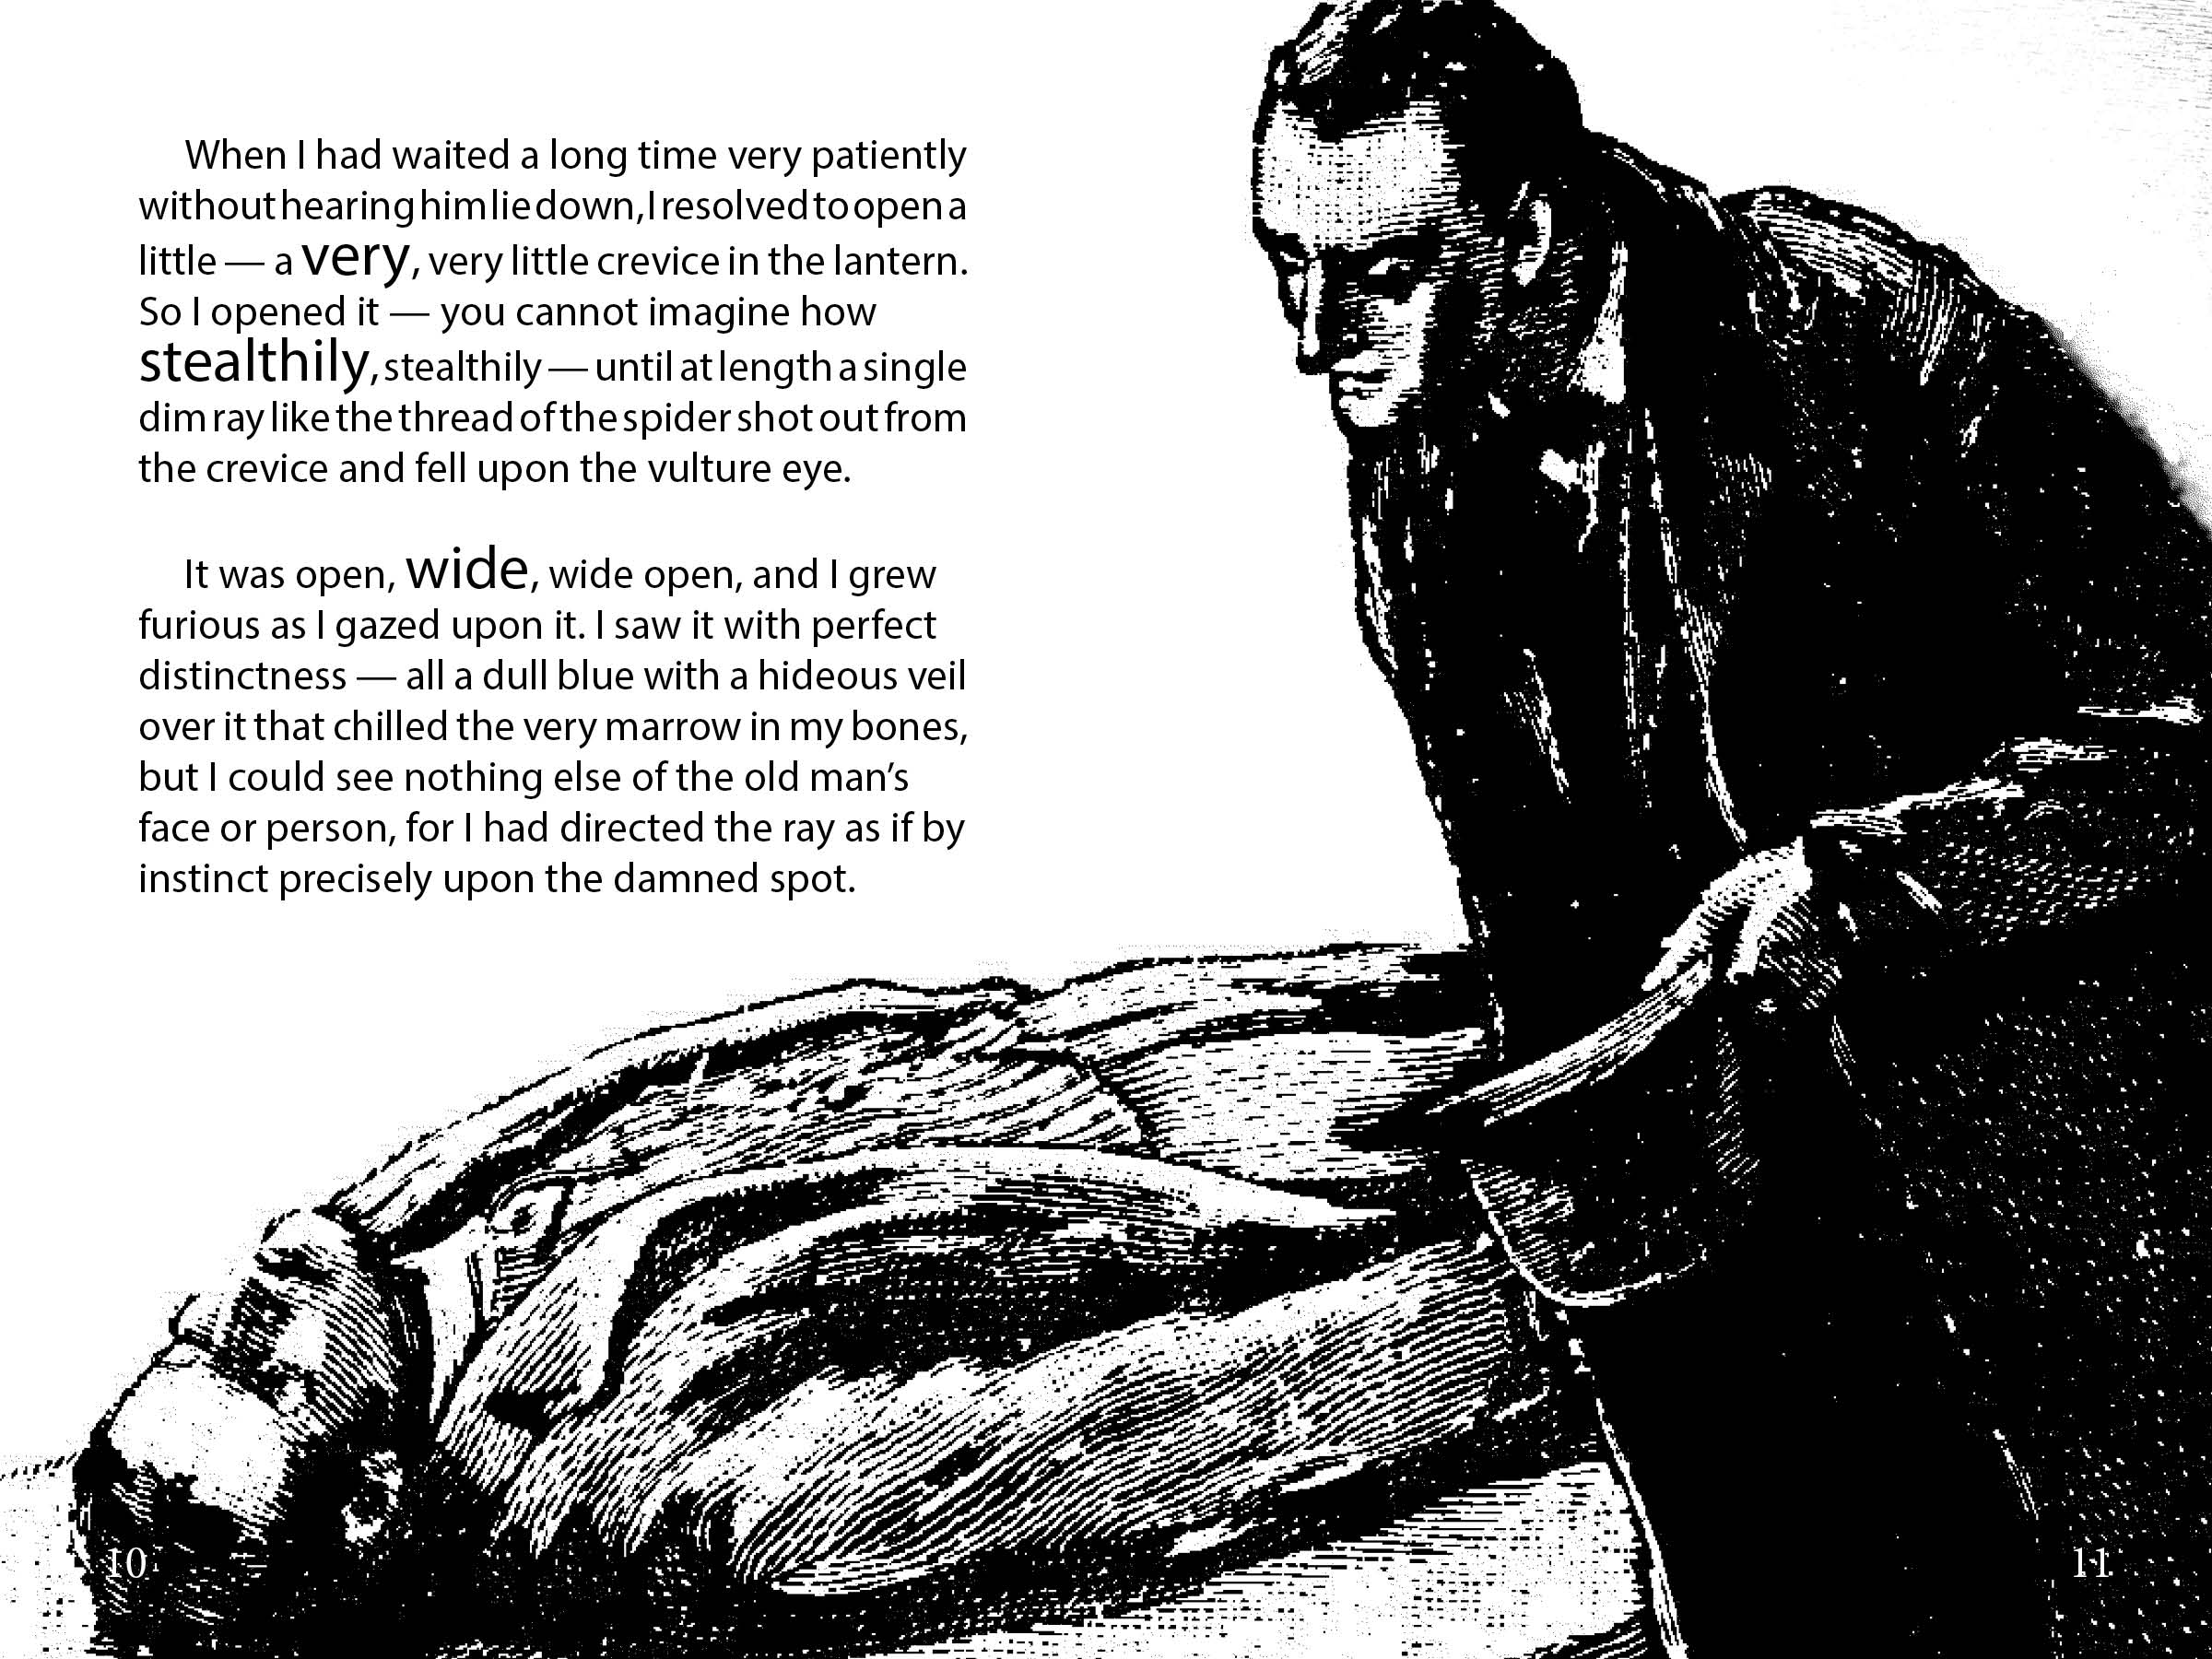 When I had waited a long time very patiently
without hearing him lie down, I resolved to open a
little — a very, very little crevice in the lantern.
So I opened it — you cannot imagine how
stealthily, stealthily — until at length a single
dim ray like the thread of the spider shot out from
the crevice and fell upon the vulture eye.
It was open, wide, wide open, and I grew
furious as I gazed upon it. I saw it with perfect
distinctness — all a dull blue with a hideous veil
over it that chilled the very marrow in my bones,
but I could see nothing else of the old man’s
face or person, for I had directed the ray as if by
instinct precisely upon the damned spot.
10
11